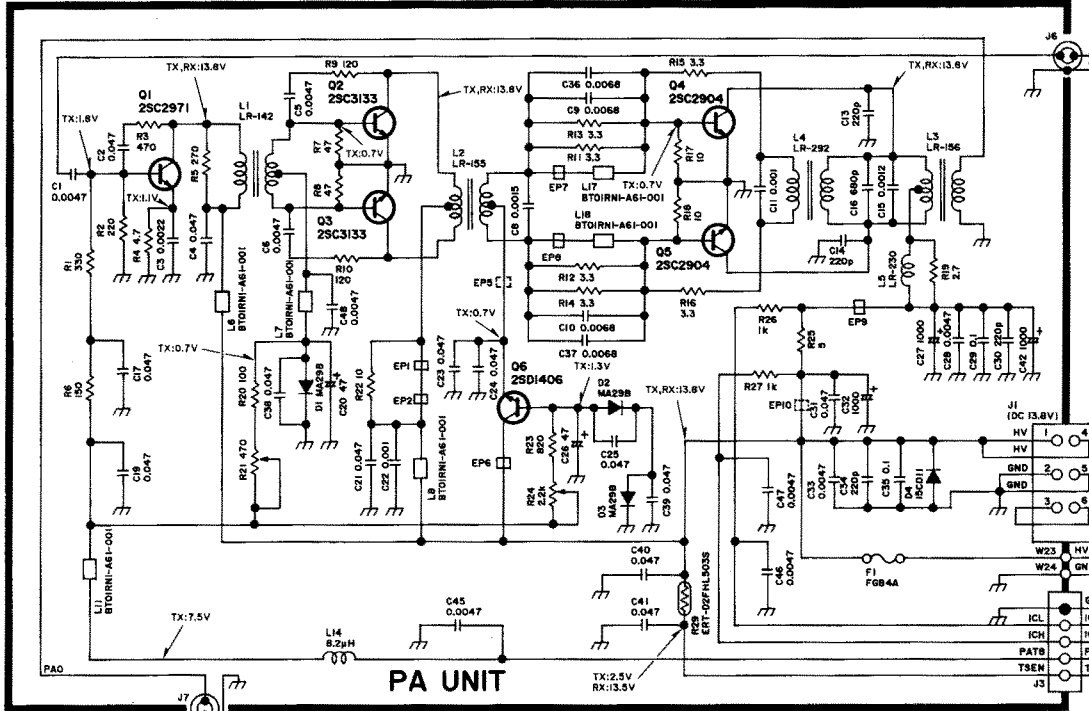 J6
TX,RX:13.8V
R9 120
Q2
2SC3133
C5
0.0047
Q1
2SC2971
L1
LR-142
TX:1.8V
R3
470
C2
0.047
R5 270
R7
47
TX:0.7V
R8
47
C1
0.0047
TX:1.1V
R2
220
R4 4.7
C3 0.0022
C4 0.047
C6
0.0047
Q3
2SC3133
R10
120
R1
330
TX,RX:13.8V
L2
LR-155
C36 0.0068
C9 0.0068
R13 3.3
R11 3.3
R15 3.3
Q4
2SC2904
EP7
L17
BT01RN1-A61-001
TX:0.7V
L18
BT01RN1-A61-001
EP8
C8 0.0015
R17
10
R18
10
Q5
2SC2904
R12 3.3
R14 3.3
C10 0.0068
C37 0.0068
R16
3.3
TX,RX:13.8V
C13
220p
L4
LR-292
L3
LR-156
C11 0.001
C16 680p
C15 0.0012
C14
220p
L5
LR-230
R19
2.7
L6
BT01RN1-A61-001
L7
BT01RN1-A61-001
C48
0.0047
EP5
TX:0.7V
C17
0.047
R6
150
TX:0.7V
R20 100
C38 0.047
D1 MA29B
C20 47
R21 470
R22 10
EP1
EP2
C23 0.047
C24 0.047
Q6
2SD1406
TX:1.3V
D2
MA29B
C19
0.047
C21 0.047
C22 0.001
L8
BT01RN1-A61-001
EP6
R23
820
C26 47
C25
0.047
R24
2.2k
D3
MA29B
C39 0.047
TX,RX:13.8V
R26
1k
R25
5
EP9
C27 1000
C28 0.0047
C29 0.1
C30 220p
C42 1000
R27 1k
EP10
C31
0.047
C32
1000
J1
(DC 13.8V)
HV
HV
GND
GND
1
4
2
5
3
6
C47
0.0047
C33
0.0047
C34
220p
C35 0.1
D4
15CD11
C46
0.0047
F1
FGB4A
W23
HV
W24
L11
BT01RN1-A61-001
TX:7.5V
C40
0.047
C41
0.047
R29
ERT-D2FHL503S
C45
0.0047
L14
8.2μH
ICL
ICH
PAT8
TSEN
J3
PAO
J7
PA UNIT
TX:2.5V
RX:13.5V